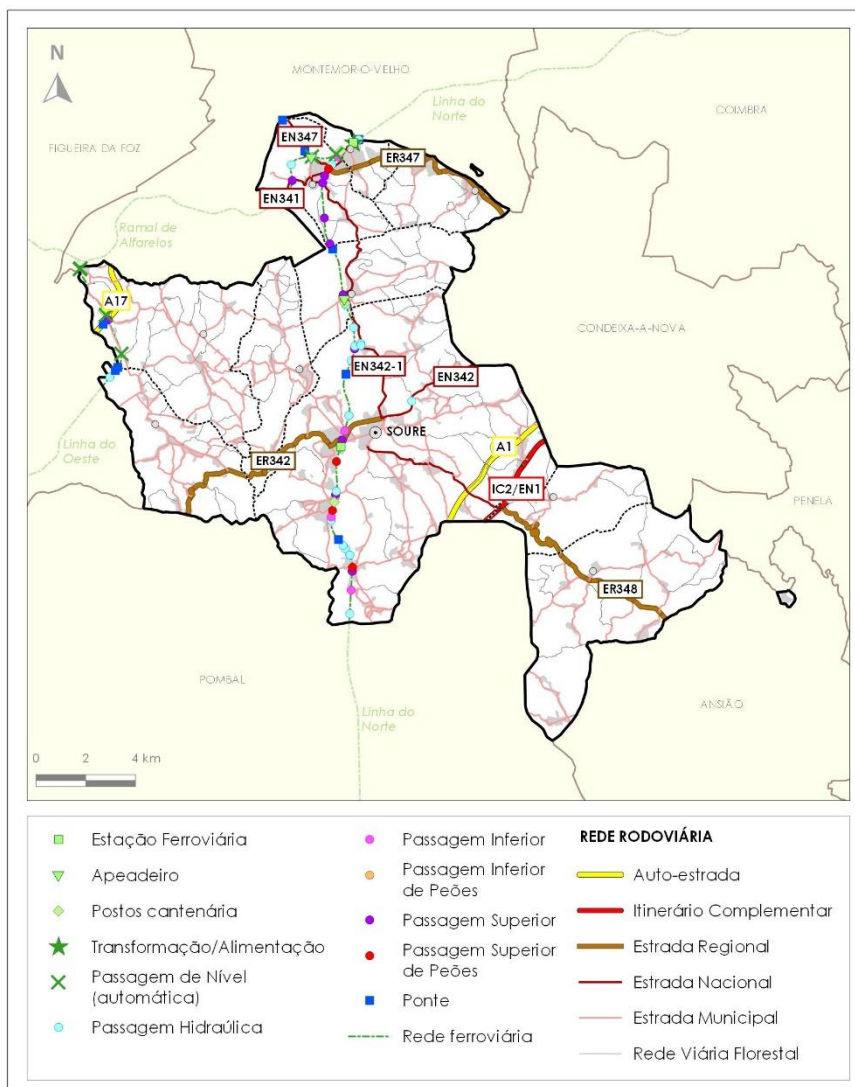 N
MONTEMOR-O-VELHO
COIMBRA
Linha do
Norte
FIGUEIRA DA FOZ
EN347
ER347
EN341
Ramal de
Alfarelos
A17
CONDEIXA-A-NOVA
EN342-1
EN342
SOURE
A1
Linha do
Oeste
ER342
IC2/EN1
PENELA
ER348
POMBAL
ANSIÃO
Linha do
Norte
0 2 4 km
Estação Ferroviária
Apeadeiro
Postos cantenária
Transformação/Alimentação
Passagem de Nível
(automática)
Passagem Hidraúlica
Passagem Inferior
Passagem Inferior
de Peões
Passagem Superior
Passagem Superior
de Peões
Ponte
Rede ferroviária
REDE RODOVIÁRIA
Auto-estrada
Itinerário Complementar
Estrada Regional
Estrada Nacional
Estrada Municipal
Rede Viária Florestal